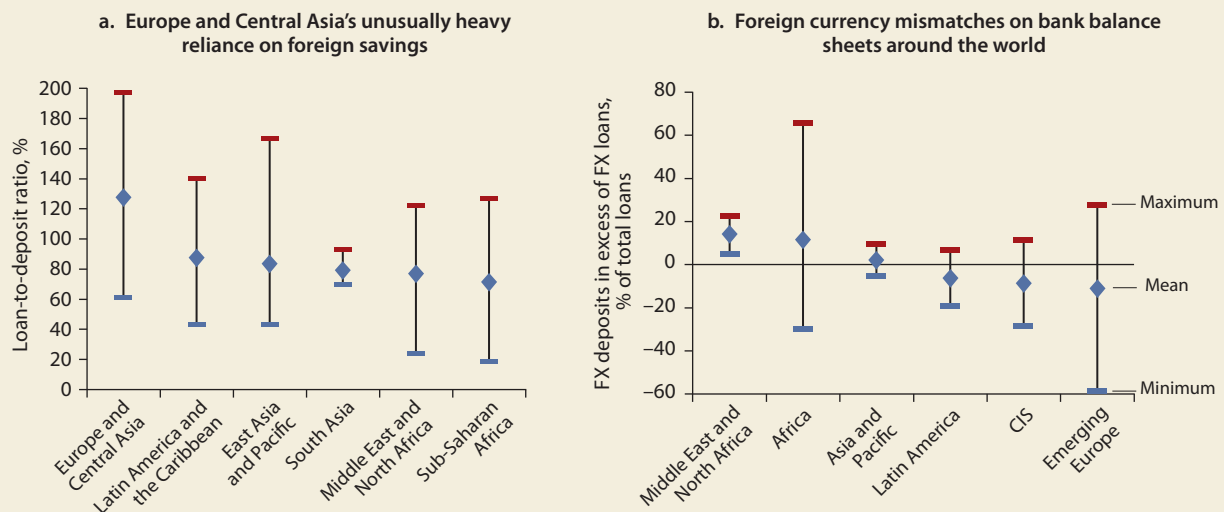 a. Europe and Central Asia's unusually heavy
reliance on foreign savings
Loan-to-deposit ratio, %
200
180
160
140
120
100
80
60
40
20
0
Europe and
Central Asia
Latin America and
the Caribbean
East Asia
and Pacific
South Asia
Middle East and
North Africa
Sub-Saharan
Africa
b. Foreign currency mismatches on bank balance
sheets around the world
FX deposits in excess of FX loans,
% of total loans
80
60
40
20
0
–20
–40
–60
Maximum
Mean
Minimum
Middle East and
North Africa
Africa
Asia and
Pacific
Latin America
CIS
Emerging
Europe